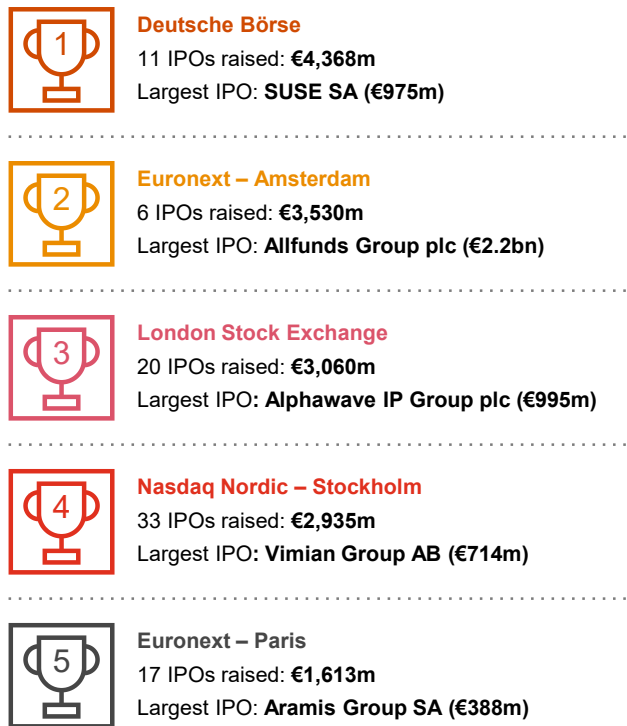 1
Deutsche Börse
11 IPOs raised: €4,368m
Largest IPO: SUSE SA (€975m)
2
Euronext – Amsterdam
6 IPOs raised: €3,530m
Largest IPO: Allfunds Group plc (€2.2bn)
3
London Stock Exchange
20 IPOs raised: €3,060m
Largest IPO: Alphawave IP Group plc (€995m)
4
Nasdaq Nordic – Stockholm
33 IPOs raised: €2,935m
Largest IPO: Vimian Group AB (€714m)
5
Euronext – Paris
17 IPOs raised: €1,613m
Largest IPO: Aramis Group SA (€388m)